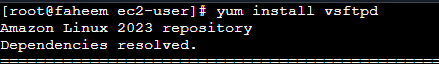 [root@faheem ec2-user]# yum install vsftpd
Amazon Linux 2023 repository
Dependencies resolved.
================================================